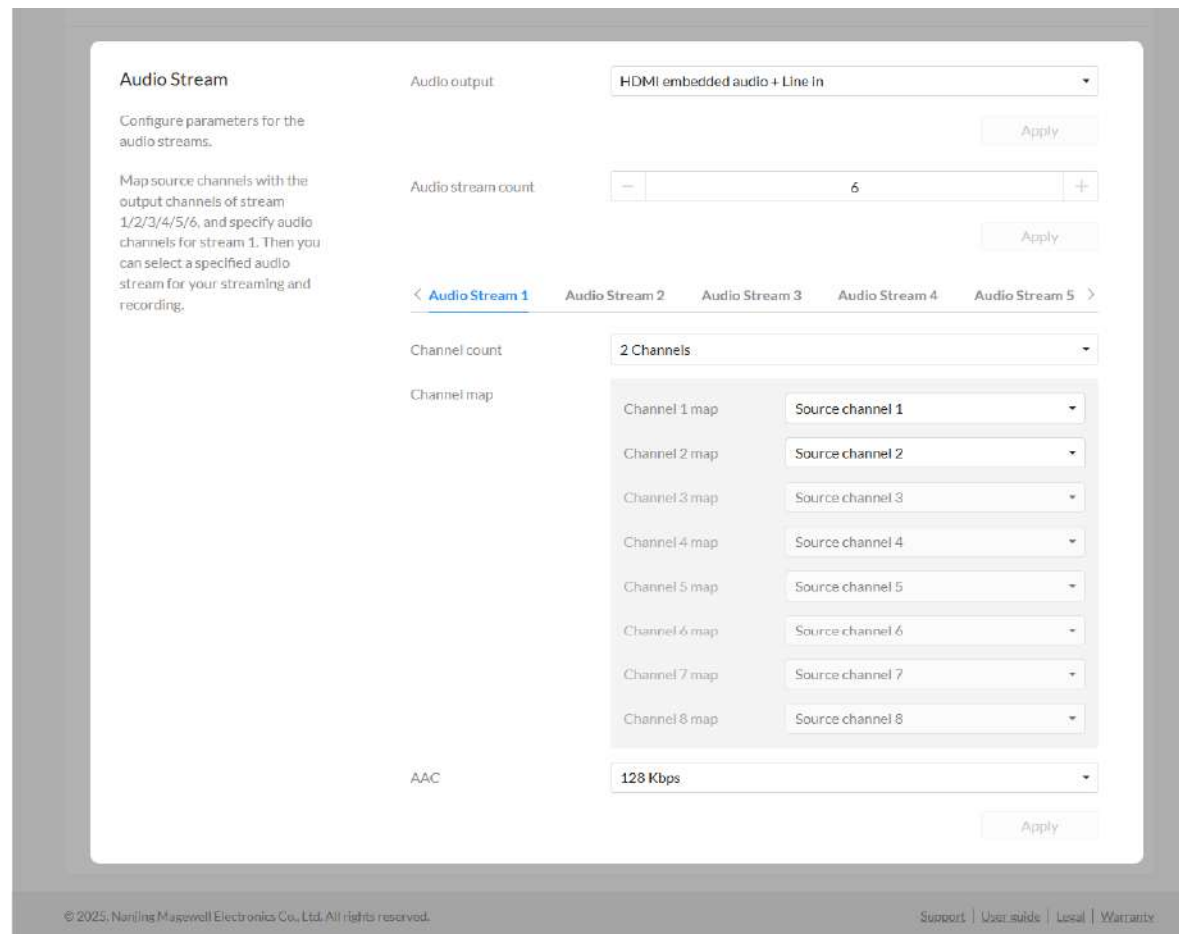 Audio Stream
Configure parameters for the
audio streams.
Map source channels with the
output channels of stream
1/2/3/4/5/6, and specify audio
channels for stream 1. Then you
can select a specified audio
stream for your streaming and
recording.
Audio output HDMI embedded audio + Line in
Apply
Audio stream count − 6 +
Apply
< Audio Stream 1 Audio Stream 2 Audio Stream 3 Audio Stream 4 Audio Stream 5 >
Channel count 2 Channels
Channel map
Channel 1 map Source channel 1
Channel 2 map Source channel 2
Channel 3 map Source channel 3
Channel 4 map Source channel 4
Channel 5 map Source channel 5
Channel 6 map Source channel 6
Channel 7 map Source channel 7
Channel 8 map Source channel 8
AAC 128 Kbps
Apply
© 2025, Nanjing Magewell Electronics Co., Ltd. All rights reserved. Support | User guide | Legal | Warranty